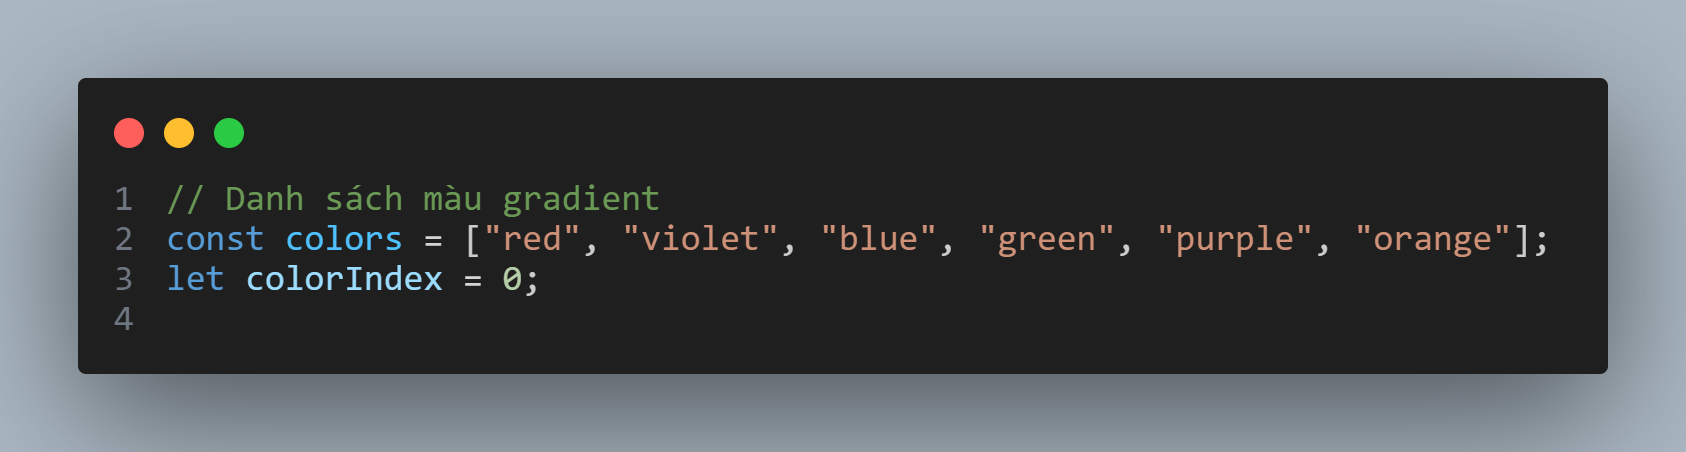 1 // Danh sách màu gradient
2 const colors = ["red", "violet", "blue", "green", "purple", "orange"];
3 let colorIndex = 0;
4